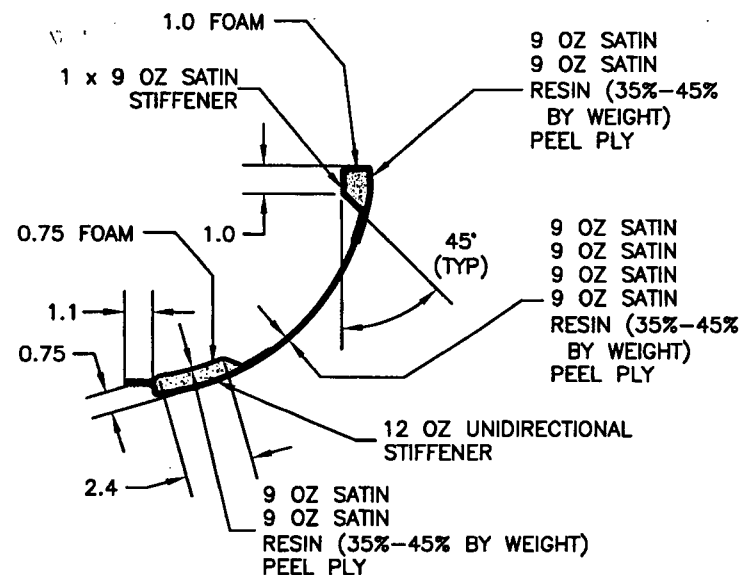 1.0 FOAM
1 x 9 OZ SATIN
STIFFENER
9 OZ SATIN
9 OZ SATIN
RESIN (35%-45%
BY WEIGHT)
PEEL PLY
1.0
45°
(TYP)
0.75 FOAM
1.1
0.75
2.4
9 OZ SATIN
9 OZ SATIN
9 OZ SATIN
9 OZ SATIN
RESIN (35%-45%
BY WEIGHT)
PEEL PLY
12 OZ UNIDIRECTIONAL
STIFFENER
9 OZ SATIN
9 OZ SATIN
RESIN (35%-45% BY WEIGHT)
PEEL PLY